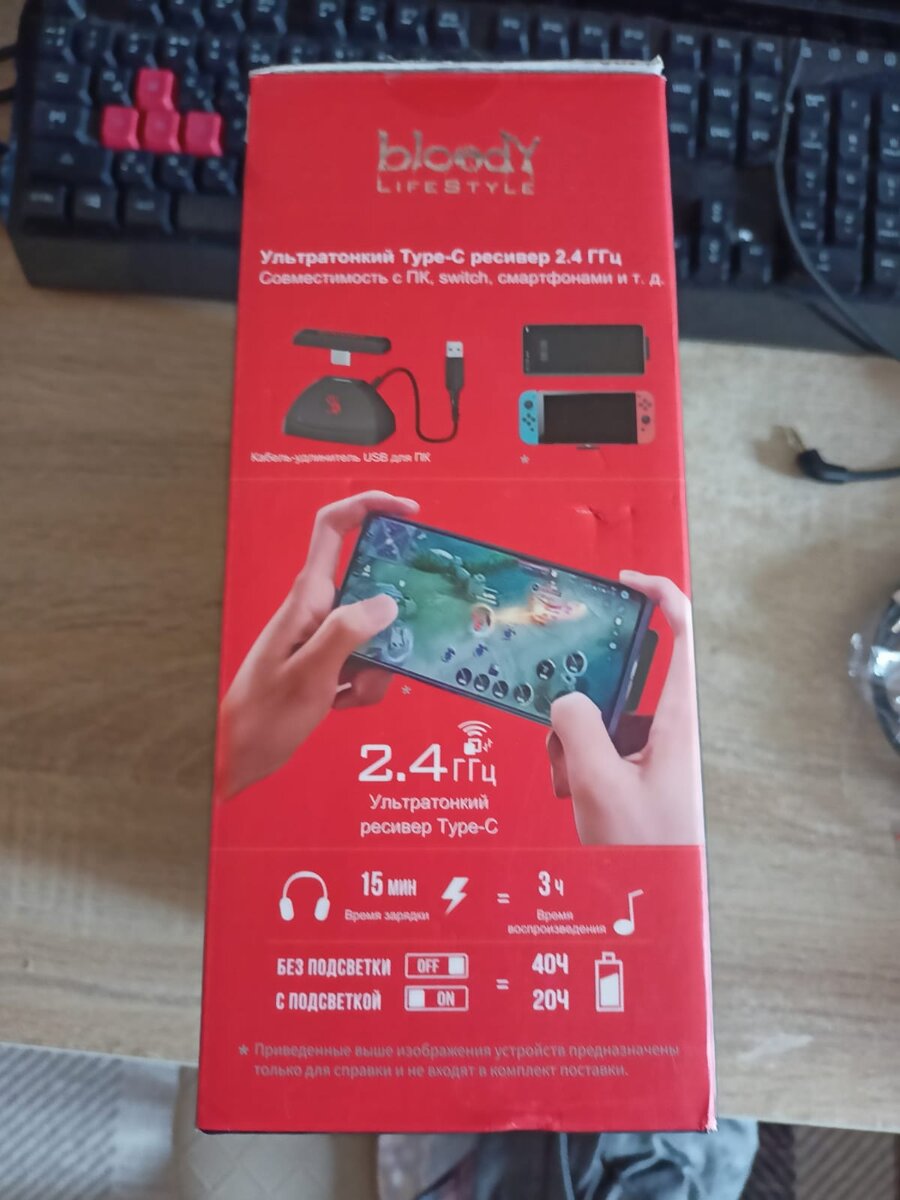 bloody
LIFESTYLE
Ультратонкий Type-C ресивер 2.4 ГГц
Совместимость с ПК, switch, смартфонами и т. д.
Кабель-удлинитель USB для ПК
*
*
2.4 ГГц
Ультратонкий
ресивер Type-C
15 мин = 3 ч
Время зарядки
Время
воспроизведения
БЕЗ ПОДСВЕТКИ OFF = 40Ч
С ПОДСВЕТКОЙ ON 20Ч
* Приведенные выше изображения устройств предназначены
только для справки и не входят в комплект поставки.